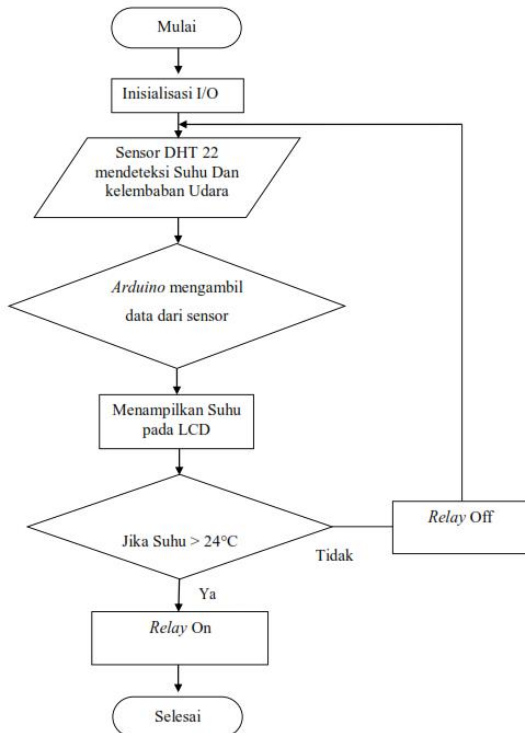 Mulai
Inisialisasi I/O
Sensor DHT 22
mendeteksi Suhu Dan
kelembaban Udara
Arduino mengambil
data dari sensor
Menampilkan Suhu
pada LCD
Jika Suhu > 24°C
Tidak
Relay Off
Ya
Relay On
Selesai